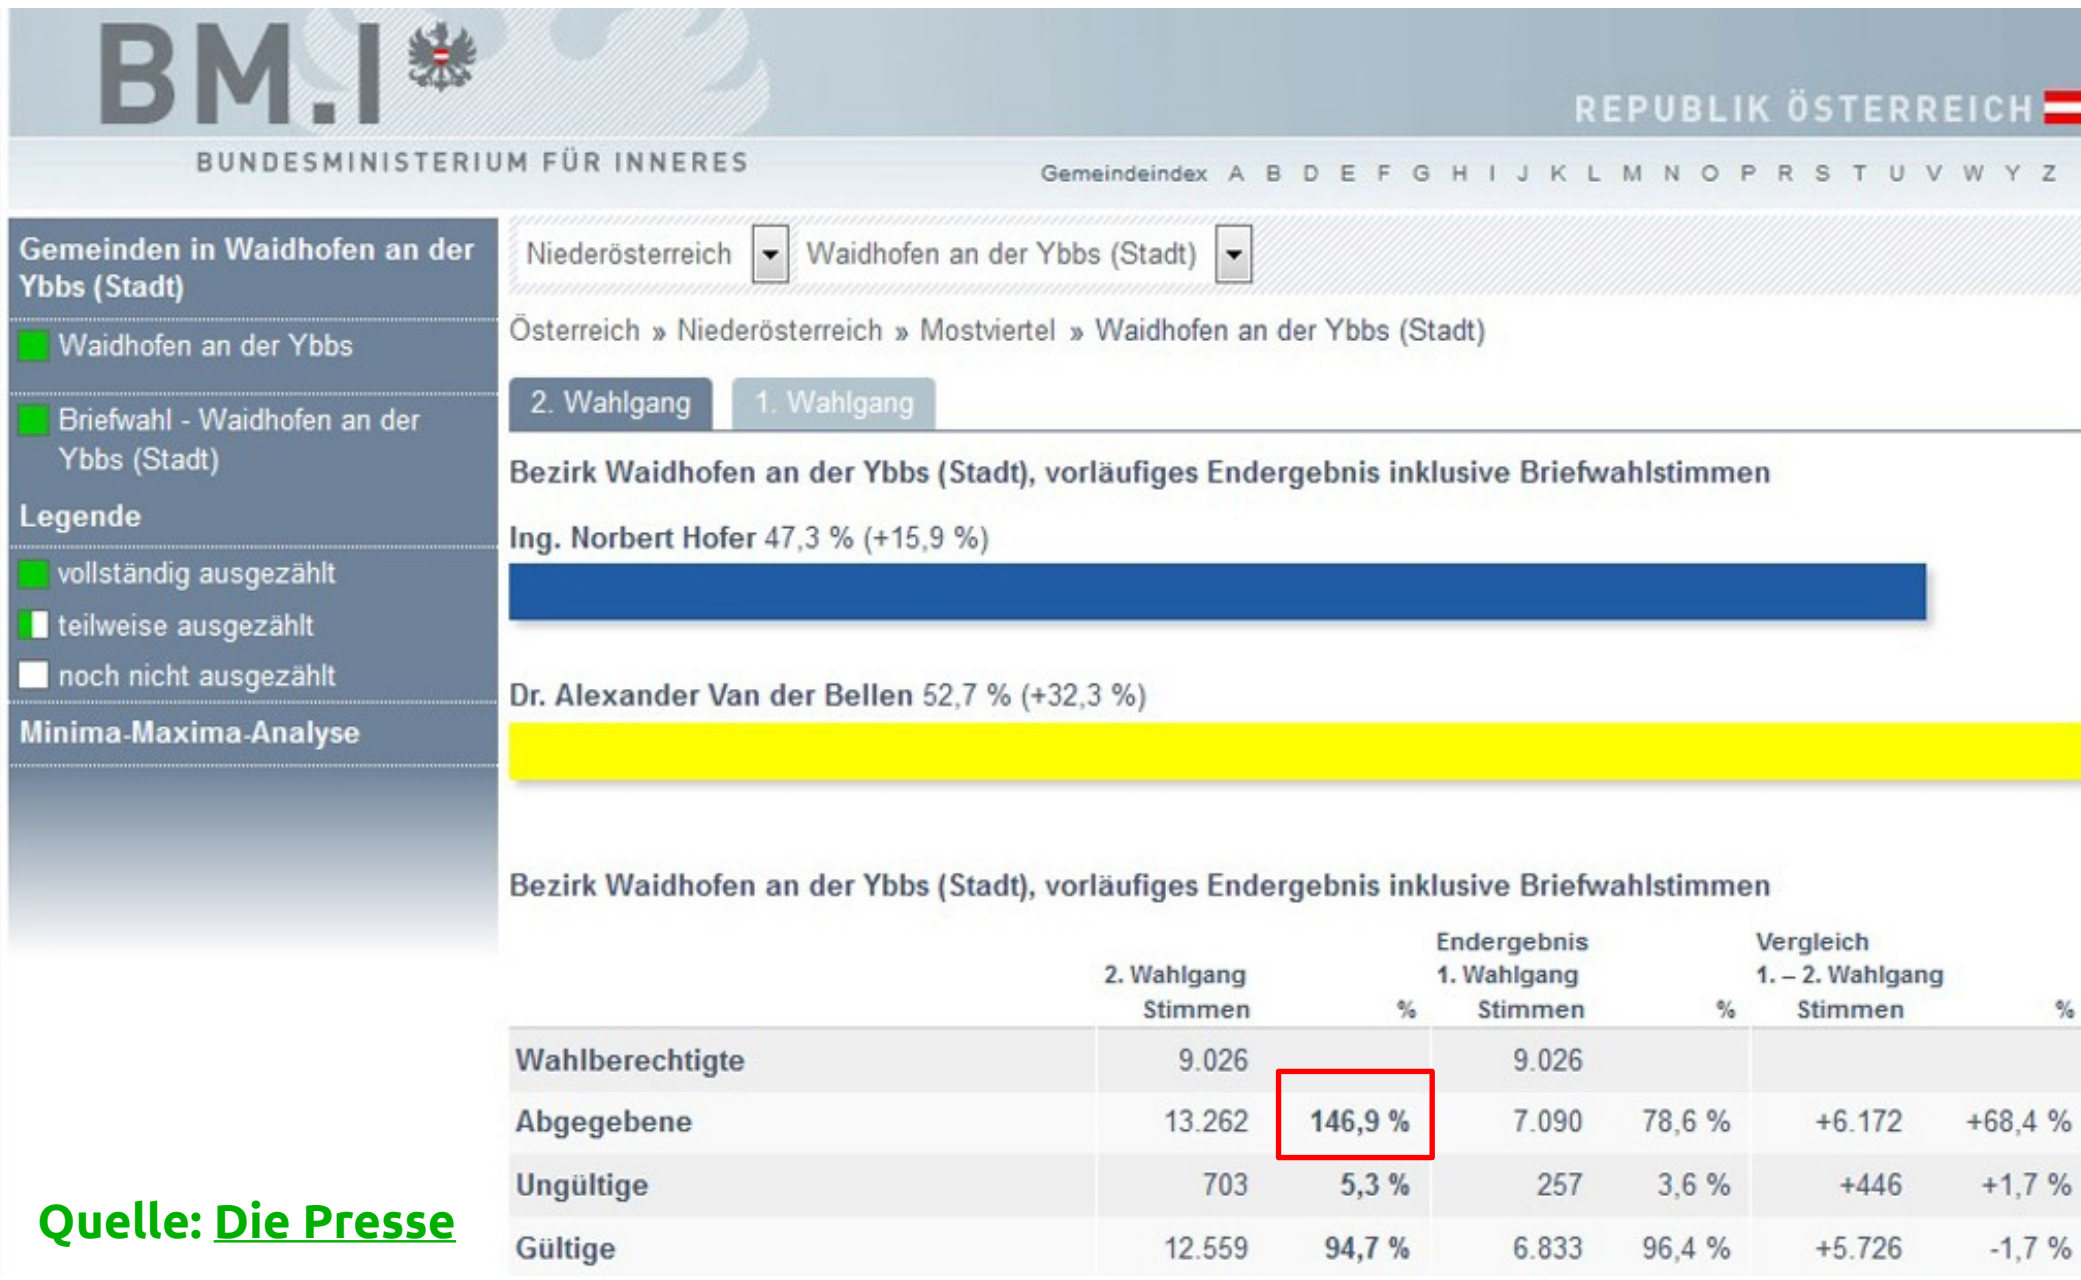 BM.I
REPUBLIK ÖSTERREICH
BUNDESMINISTERIUM FÜR INNERES
Gemeindeindex A B D E F G H I J K L M N O P R S T U V W Y Z
Gemeinden in Waidhofen an der
Ybbs (Stadt)
Waidhofen an der Ybbs
Briefwahl - Waidhofen an der
Ybbs (Stadt)
Legende
vollständig ausgezählt
teilweise ausgezählt
noch nicht ausgezählt
Minima-Maxima-Analyse
Niederösterreich Waidhofen an der Ybbs (Stadt)
Österreich » Niederösterreich » Mostviertel » Waidhofen an der Ybbs (Stadt)
2. Wahlgang 1. Wahlgang
Bezirk Waidhofen an der Ybbs (Stadt), vorläufiges Endergebnis inklusive Briefwahlstimmen
Ing. Norbert Hofer 47,3 % (+15,9 %)
Dr. Alexander Van der Bellen 52,7 % (+32,3 %)
Bezirk Waidhofen an der Ybbs (Stadt), vorläufiges Endergebnis inklusive Briefwahlstimmen
Endergebnis Vergleich
2. Wahlgang 1. Wahlgang 1. – 2. Wahlgang
Stimmen % Stimmen % Stimmen %
Wahlberechtigte 9.026 9.026
Abgegebene 13.262 146,9 % 7.090 78,6 % +6.172 +68,4 %
Ungültige 703 5,3 % 257 3,6 % +446 +1,7 %
Gültige 12.559 94,7 % 6.833 96,4 % +5.726 -1,7 %
Quelle: Die Presse